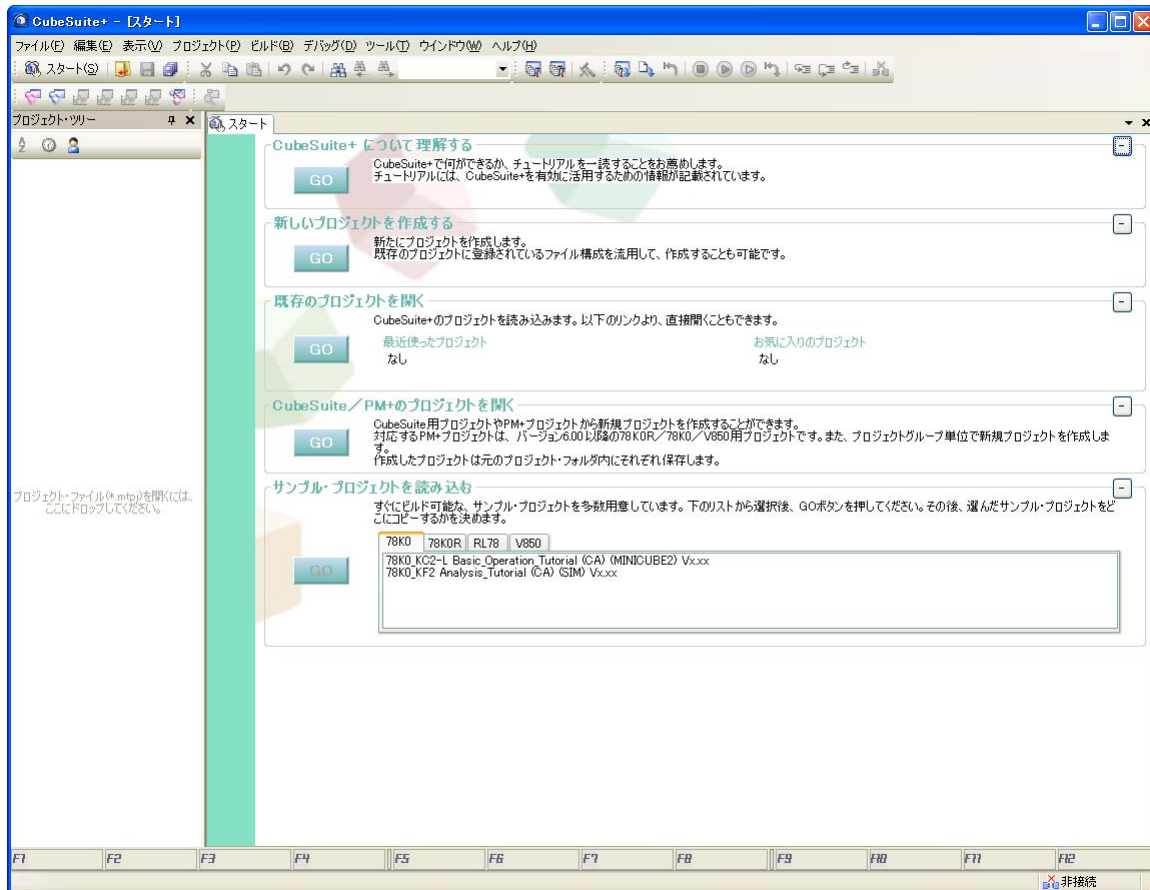 CubeSuite+ - [スタート]
ファイル(F) 編集(E) 表示(V) プロジェクト(P) ビルド(B) デバッグ(D) ツール(T) ウインドウ(W) ヘルプ(H)
スタート(S)
プロジェクト・ツリー
スタート
CubeSuite+ について理解する
GO
CubeSuite+で何ができるか、チュートリアルを一読することをお薦めします。
チュートリアルには、CubeSuite+を有効に活用するための情報が記載されています。
新しいプロジェクトを作成する
GO
新たにプロジェクトを作成します。
既存のプロジェクトに登録されているファイル構成を流用して、作成することも可能です。
既存のプロジェクトを開く
GO
CubeSuite+のプロジェクトを読み込みます。以下のリンクより、直接開くこともできます。
最近使ったプロジェクト お気に入りのプロジェクト
なし なし
CubeSuite/PM+のプロジェクトを開く
GO
CubeSuite用プロジェクトやPM+プロジェクトから新規プロジェクトを作成することができます。
対応するPM+プロジェクトは、バージョン6.00以降の78K0R/78K0/V850用プロジェクトです。また、プロジェクトグループ単位で新規プロジェクトを作成しま
す。
作成したプロジェクトは元のプロジェクト・フォルダ内にそれぞれ保存します。
プロジェクト・ファイル(*.mtpj)を開くには、
ここにドロップしてください。
サンプル・プロジェクトを読み込む
GO
すぐにビルド可能な、サンプル・プロジェクトを多数用意しています。下のリストから選択後、GOボタンを押してください。その後、選んだサンプル・プロジェクトをど
こにコピーするかを決めます。
78K0 78K0R RL78 V850
78K0_KC2-L Basic_Operation_Tutorial (CA) (MINICUBE2) Vx.xx
78K0_KF2 Analysis_Tutorial (CA) (SIM) Vx.xx
F1 F2 F3 F4 F5 F6 F7 F8 F9 F10 F11 F12
非接続